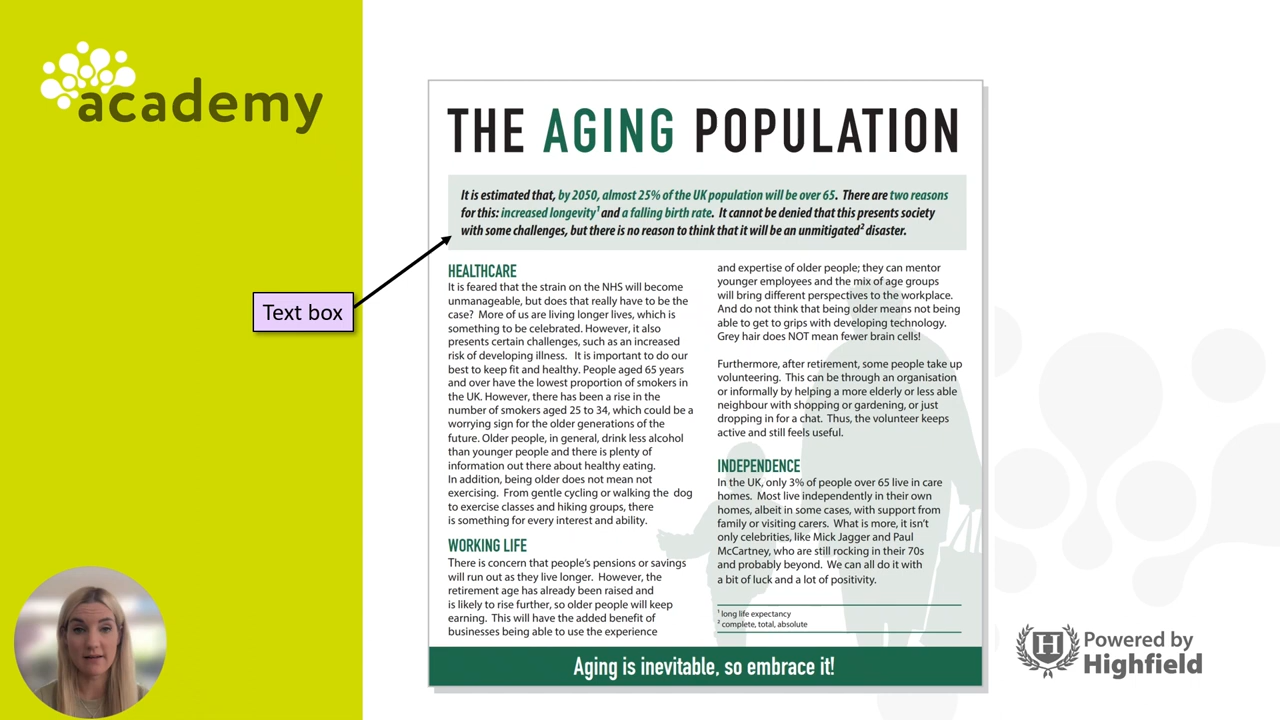 academy
THE AGING POPULATION
It is estimated that, by 2050, almost 25% of the UK population will be over 65. There are two reasons
for this: increased longevity¹ and a falling birth rate. It cannot be denied that this presents society
with some challenges, but there is no reason to think that it will be an unmitigated² disaster.
Text box
HEALTHCARE
It is feared that the strain on the NHS will become
unmanageable, but does that really have to be the
case? More of us are living longer lives, which is
something to be celebrated. However, it also
presents certain challenges, such as an increased
risk of developing illness. It is important to do our
best to keep fit and healthy. People aged 65 years
and over have the lowest proportion of smokers in
the UK. However, there has been a rise in the
number of smokers aged 25 to 34, which could be a
worrying sign for the older generations of the
future. Older people, in general, drink less alcohol
than younger people and there is plenty of
information out there about healthy eating.
In addition, being older does not mean not
exercising. From gentle cycling or walking the dog
to exercise classes and hiking groups, there
is something for every interest and ability.
WORKING LIFE
There is concern that people's pensions or savings
will run out as they live longer. However, the
retirement age has already been raised and
is likely to rise further, so older people will keep
earning. This will have the added benefit of
businesses being able to use the experience
and expertise of older people; they can mentor
younger employees and the mix of age groups
will bring different perspectives to the workplace.
And do not think that being older means not being
able to get to grips with developing technology.
Grey hair does NOT mean fewer brain cells!
Furthermore, after retirement, some people take up
volunteering. This can be through an organisation
or informally by helping a more elderly or less able
neighbour with shopping or gardening, or just
dropping in for a chat. Thus, the volunteer keeps
active and still feels useful.
INDEPENDENCE
In the UK, only 3% of people over 65 live in care
homes. Most live independently in their own
homes, albeit in some cases, with support from
family or visiting carers. What is more, it isn't
only celebrities, like Mick Jagger and Paul
McCartney, who are still rocking in their 70s
and probably beyond. We can all do it with
a bit of luck and a lot of positivity.
¹ long life expectancy
² complete, total, absolute
Aging is inevitable, so embrace it!
H
Powered by
Highfield